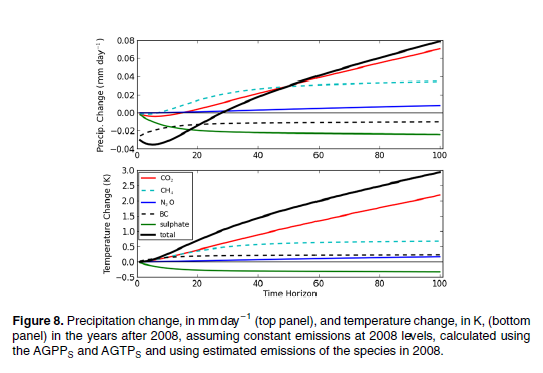 0.08
0.06
0.04
0.02
0.00
−0.02
−0.04
Precip. Change (mm day⁻¹)
0 20 40 60 80 100
3.0
2.5
2.0
1.5
1.0
0.5
0.0
−0.5
Temperature Change (K)
CO₂
CH₄
N₂O
BC
sulphate
total
0 20 40 60 80 100
Time Horizon
Figure 8. Precipitation change, in mm day⁻¹ (top panel), and temperature change, in K, (bottom
panel) in the years after 2008, assuming constant emissions at 2008 levels, calculated using
the AGPPS and AGTPS and using estimated emissions of the species in 2008.